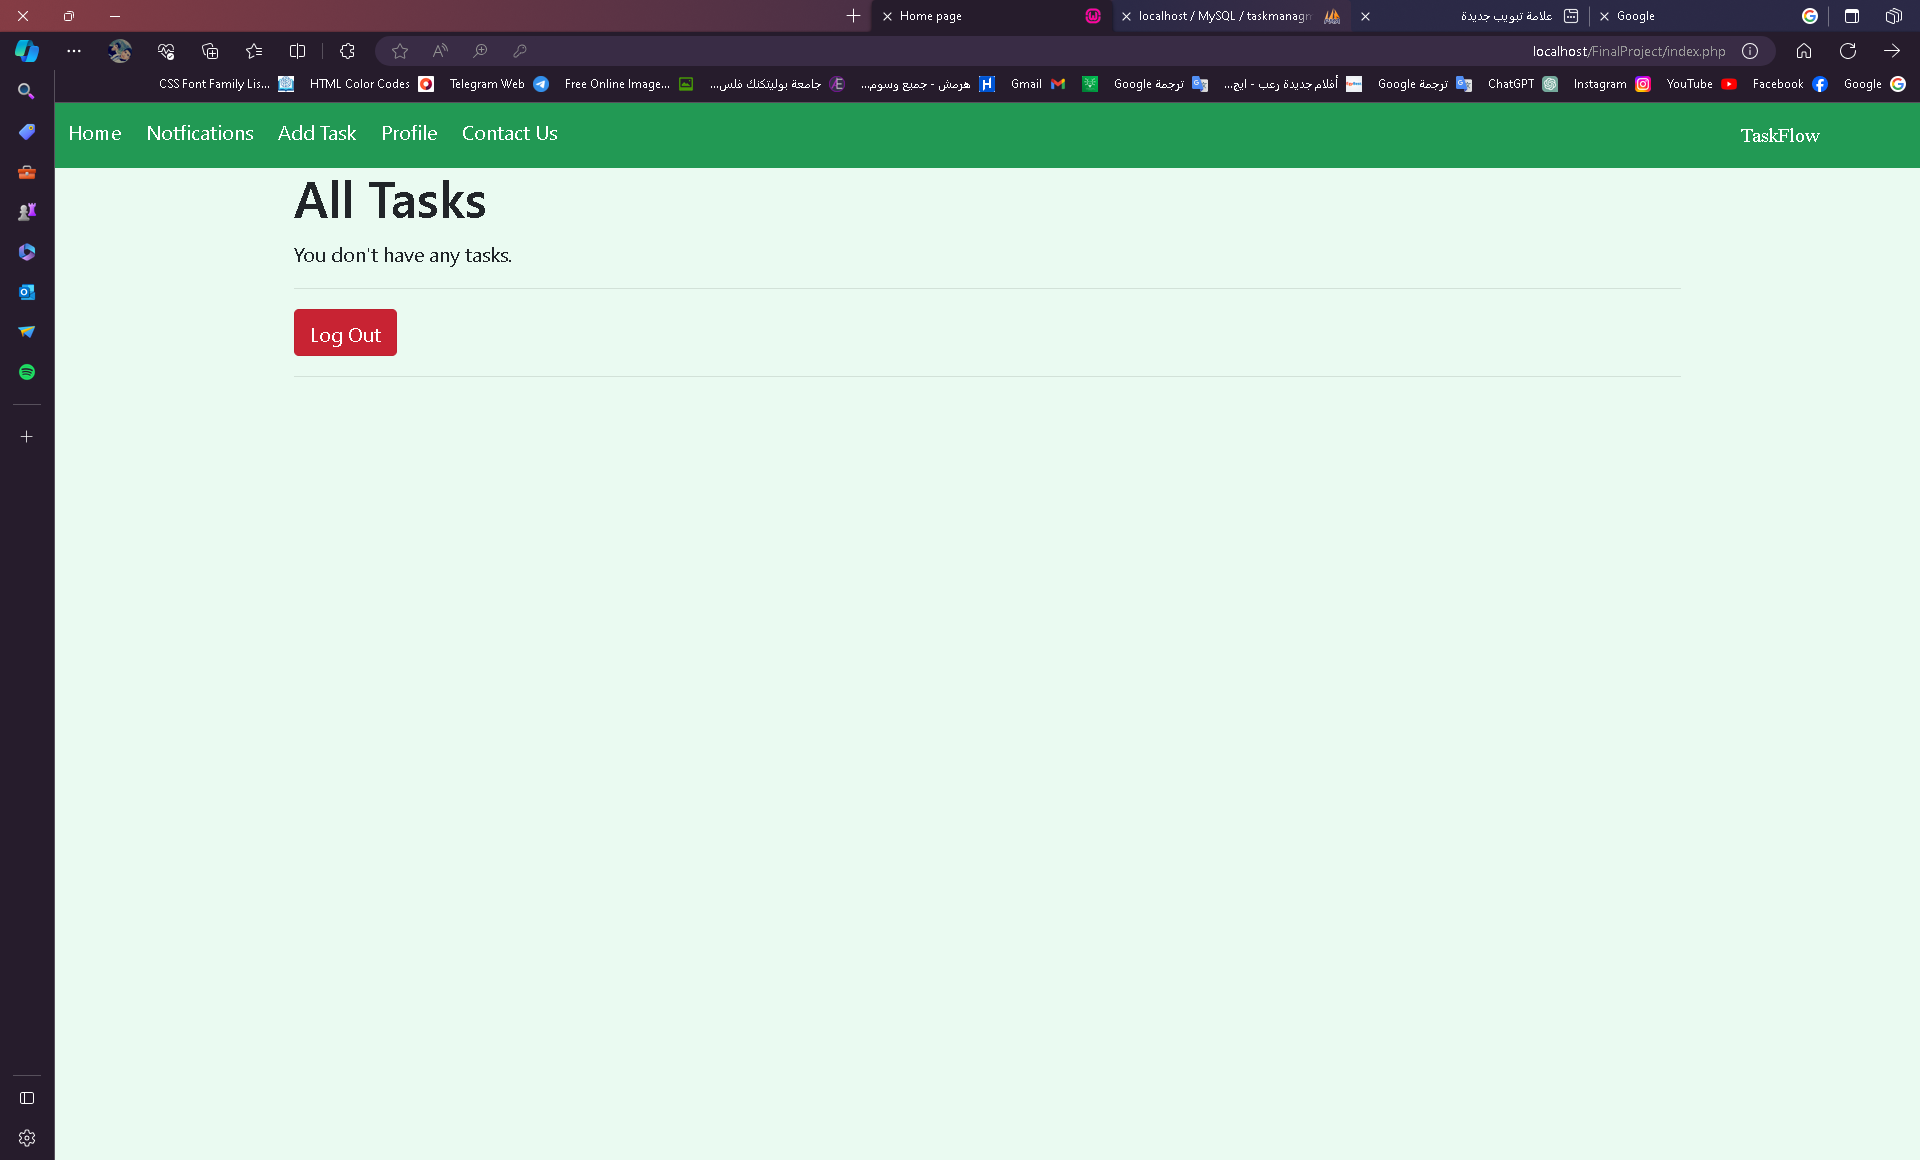 Home page
localhost / MySQL / taskmanagn
علامة تبويب جديدة
Google
localhost/FinalProject/index.php
CSS Font Family Lis...
HTML Color Codes
Telegram Web
Free Online Image...
جامعة بوليتكنك فلس...
هرمش - جميع وسوم...
Gmail
ترجمة Google
أفلام جديدة رعب - ايج...
ترجمة Google
ChatGPT
Instagram
YouTube
Facebook
Google
Home
Notfications
Add Task
Profile
Contact Us
TaskFlow
All Tasks
You don't have any tasks.
Log Out